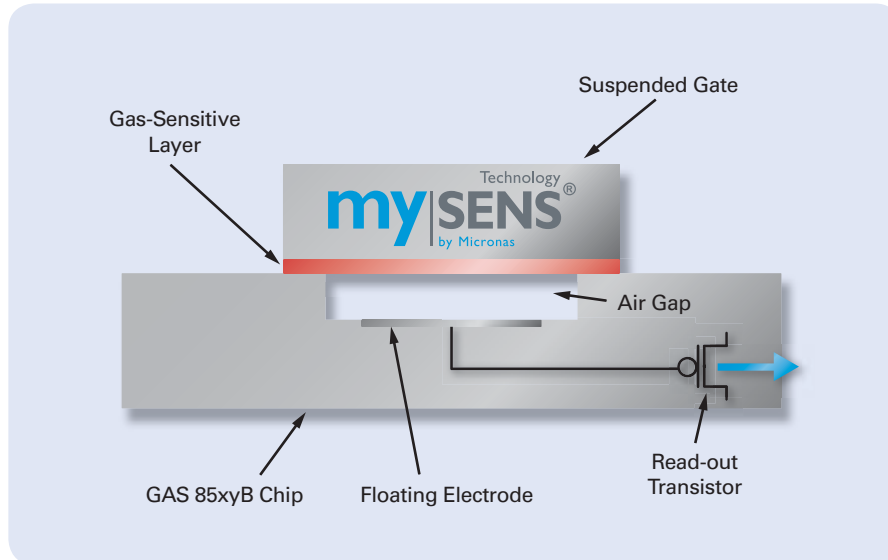 Suspended Gate
Gas-Sensitive
Layer
Technology
my|SENS®
by Micronas
Air Gap
GAS 85xyB Chip
Floating Electrode
Read-out
Transistor